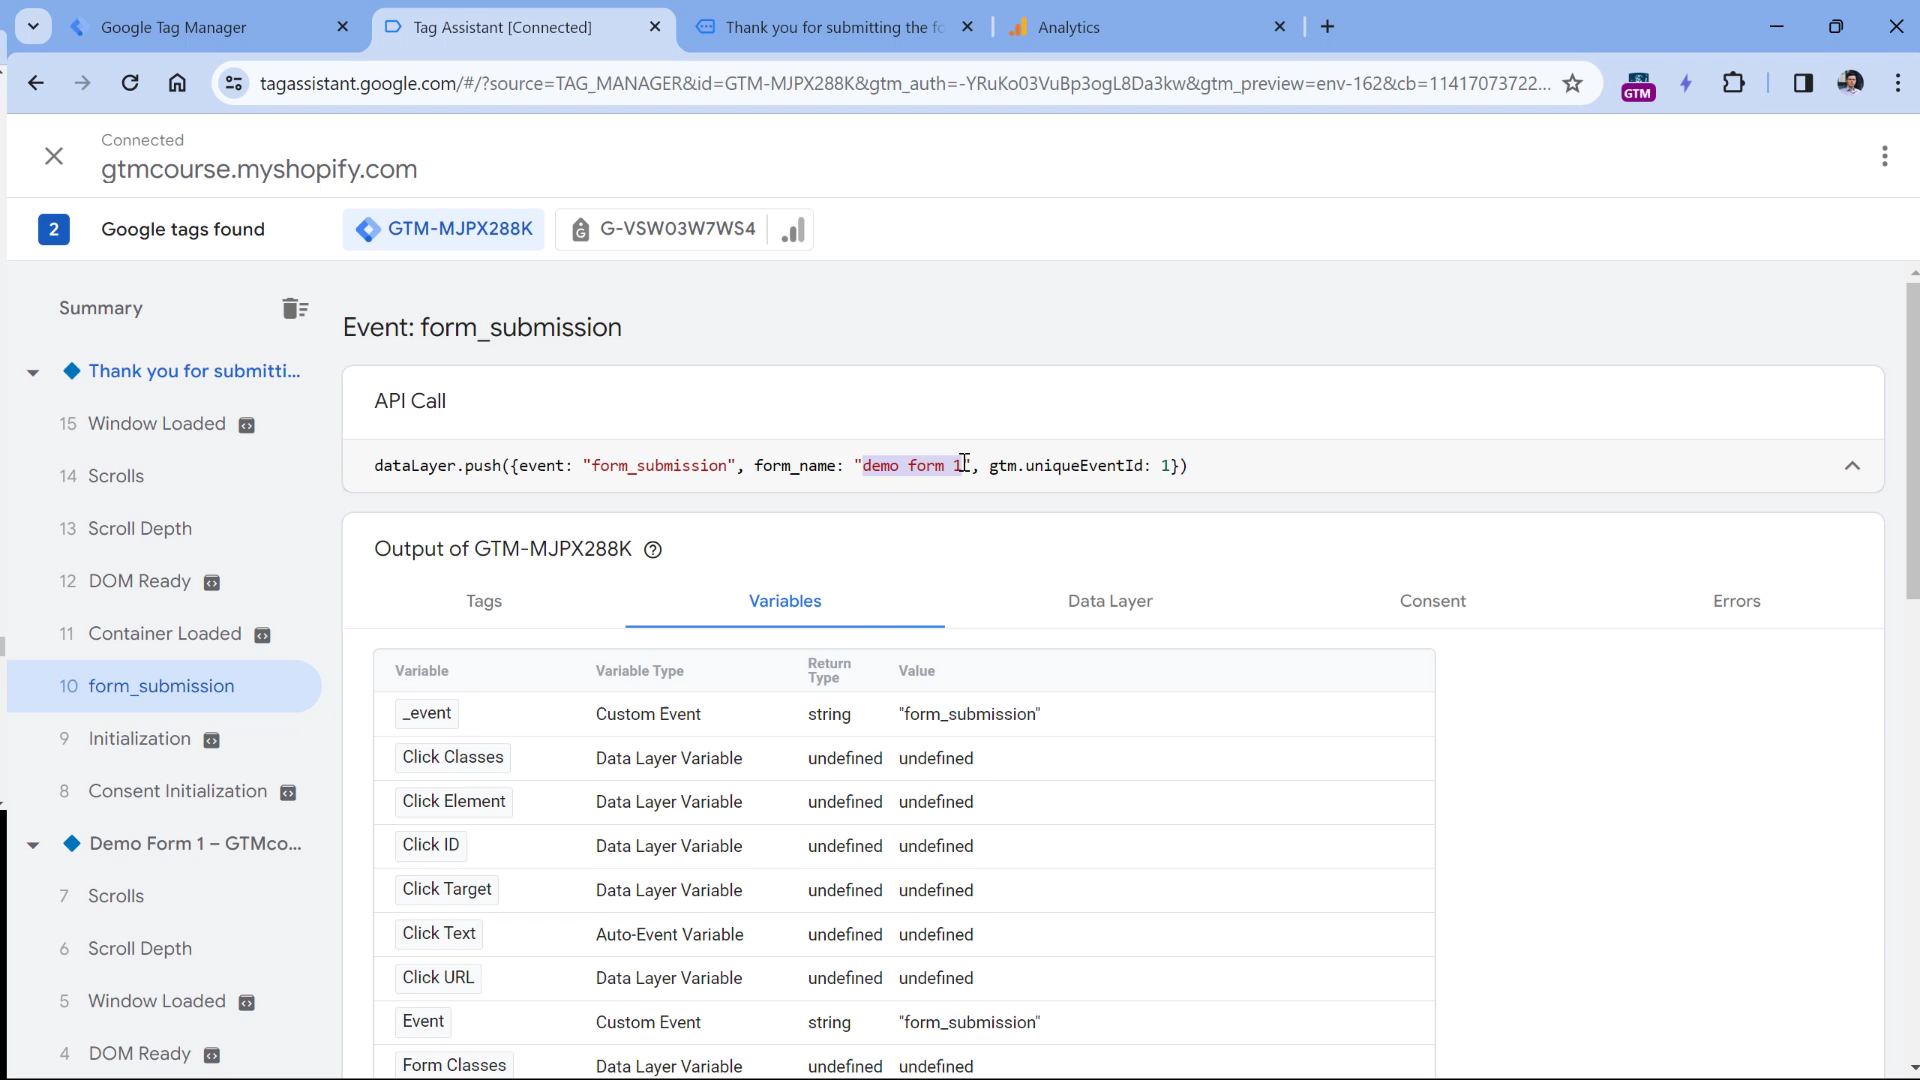 Google Tag Manager
Tag Assistant [Connected]
Thank you for submitting the fo
Analytics
tagassistant.google.com/#/?source=TAG_MANAGER&id=GTM-MJPX288K&gtm_auth=-YRuKo03VuBp3ogL8Da3kw&gtm_preview=env-162&cb=11417073722...
GTM
Connected
gtmcourse.myshopify.com
2 Google tags found GTM-MJPX288K G-VSW03W7WS4
Summary
Thank you for submitti...
15 Window Loaded
14 Scrolls
13 Scroll Depth
12 DOM Ready
11 Container Loaded
10 form_submission
9 Initialization
8 Consent Initialization
Demo Form 1 – GTMco...
7 Scrolls
6 Scroll Depth
5 Window Loaded
4 DOM Ready
Event: form_submission
API Call
dataLayer.push({event: "form_submission", form_name: "demo form 1", gtm.uniqueEventId: 1})
Output of GTM-MJPX288K
Tags Variables Data Layer Consent Errors
Variable Variable Type Return Type Value
_event Custom Event string "form_submission"
Click Classes Data Layer Variable undefined undefined
Click Element Data Layer Variable undefined undefined
Click ID Data Layer Variable undefined undefined
Click Target Data Layer Variable undefined undefined
Click Text Auto-Event Variable undefined undefined
Click URL Data Layer Variable undefined undefined
Event Custom Event string "form_submission"
Form Classes Data Layer Variable undefined undefined